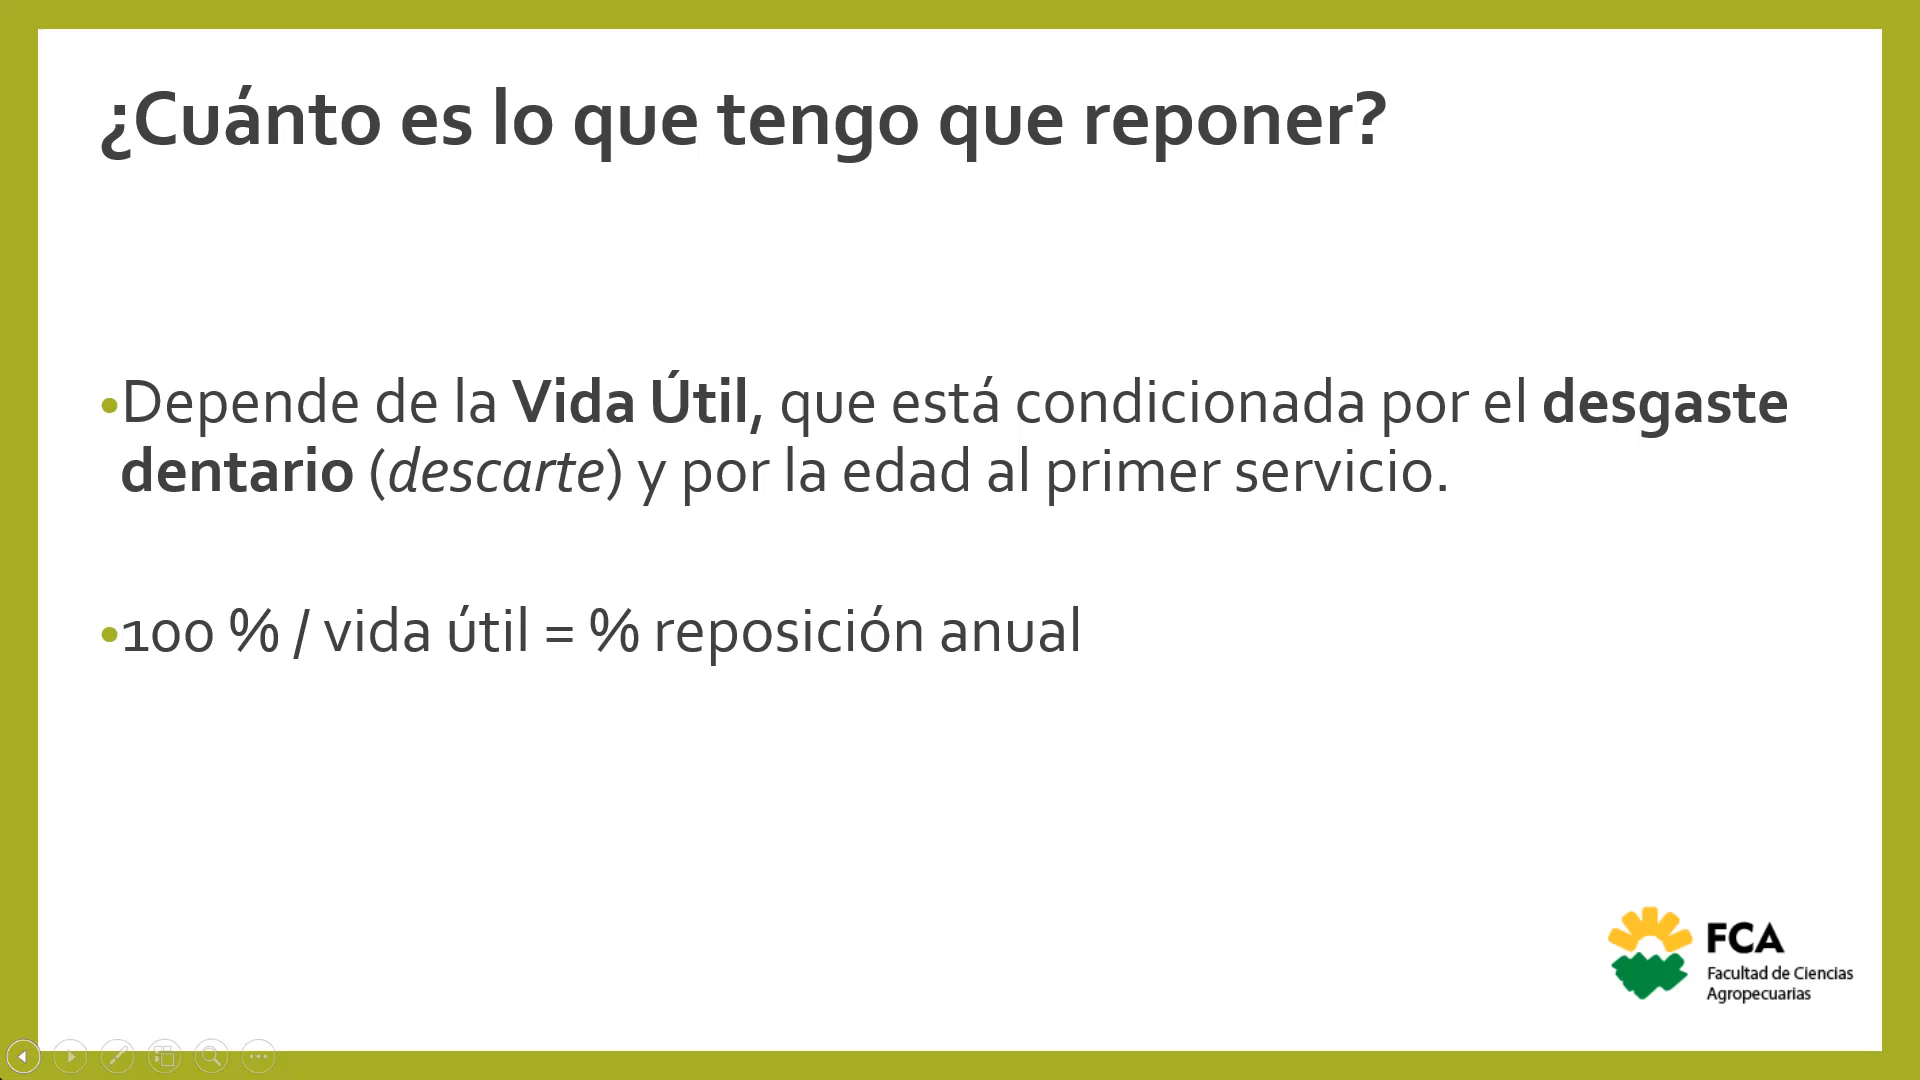 ¿Cuánto es lo que tengo que reponer?
•Depende de la Vida Útil, que está condicionada por el desgaste
dentario (descarte) y por la edad al primer servicio.
•100 % / vida útil = % reposición anual
FCA
Facultad de Ciencias
Agropecuarias